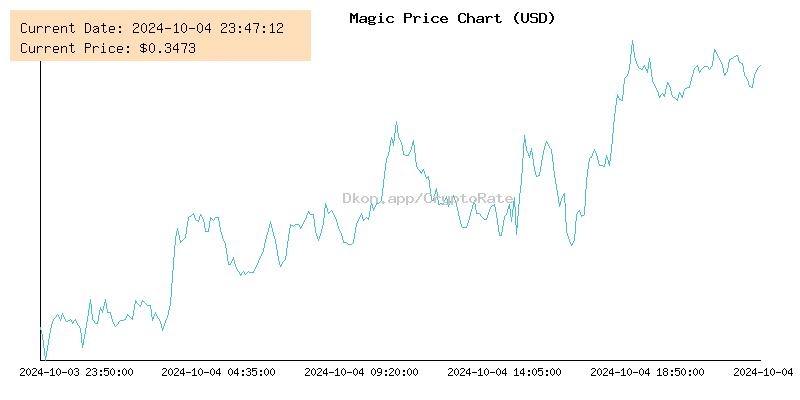 Magic Price Chart (USD)
Current Date: 2024-10-04 23:47:12
Current Price: $0.3473
Dkop.app/CryptoRate
2024-10-03 23:50:00 2024-10-04 04:35:00 2024-10-04 09:20:00 2024-10-04 14:05:00 2024-10-04 18:50:00 2024-10-04